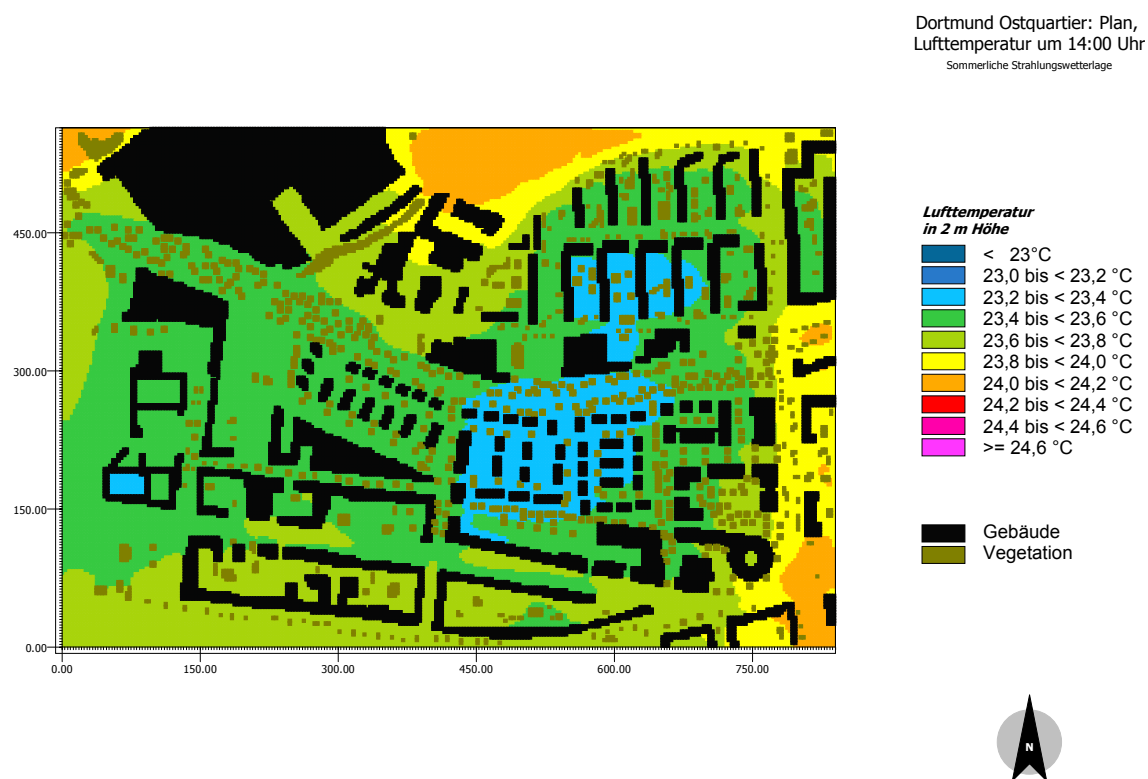 Dortmund Ostquartier: Plan,
Lufttemperatur um 14:00 Uhr
Sommerliche Strahlungswetterlage
Lufttemperatur
in 2 m Höhe
< 23°C
23,0 bis < 23,2 °C
23,2 bis < 23,4 °C
23,4 bis < 23,6 °C
23,6 bis < 23,8 °C
23,8 bis < 24,0 °C
24,0 bis < 24,2 °C
24,2 bis < 24,4 °C
24,4 bis < 24,6 °C
>= 24,6 °C
Gebäude
Vegetation
450.00
300.00
150.00
0.00
0.00 150.00 300.00 450.00 600.00 750.00
N